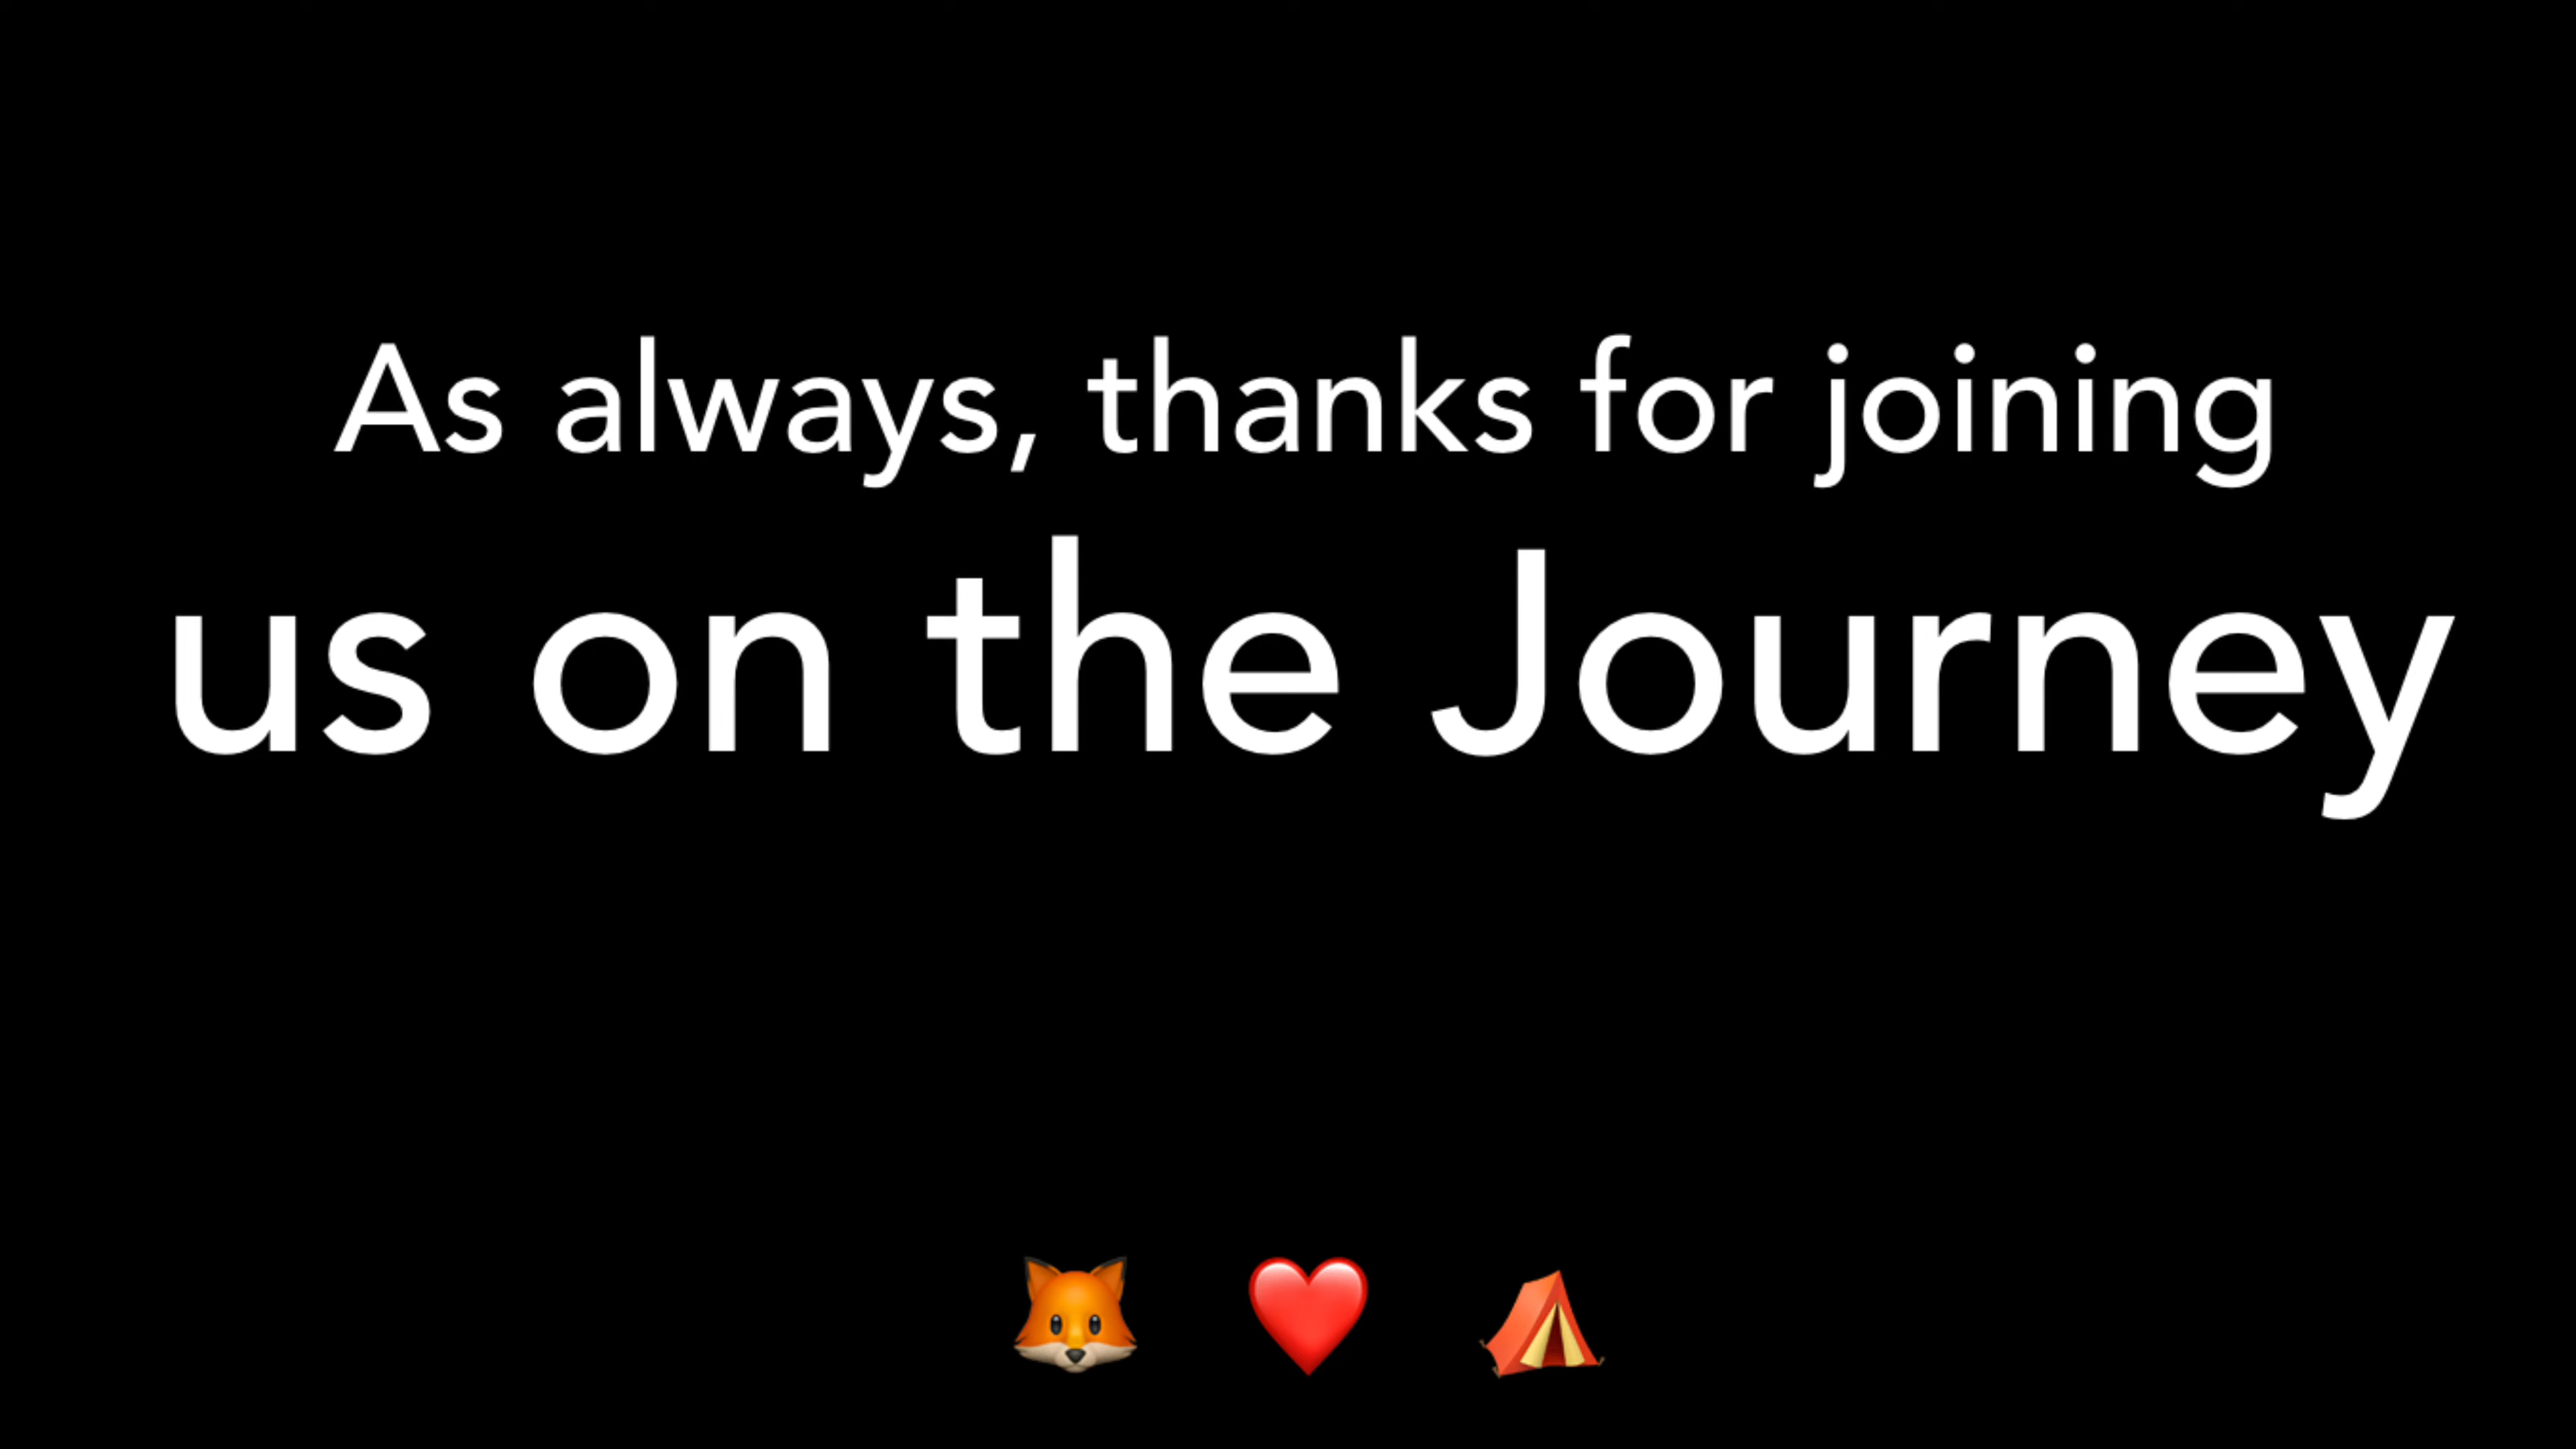 As always, thanks for joining
us on the Journey
🦊 ❤️ ⛺